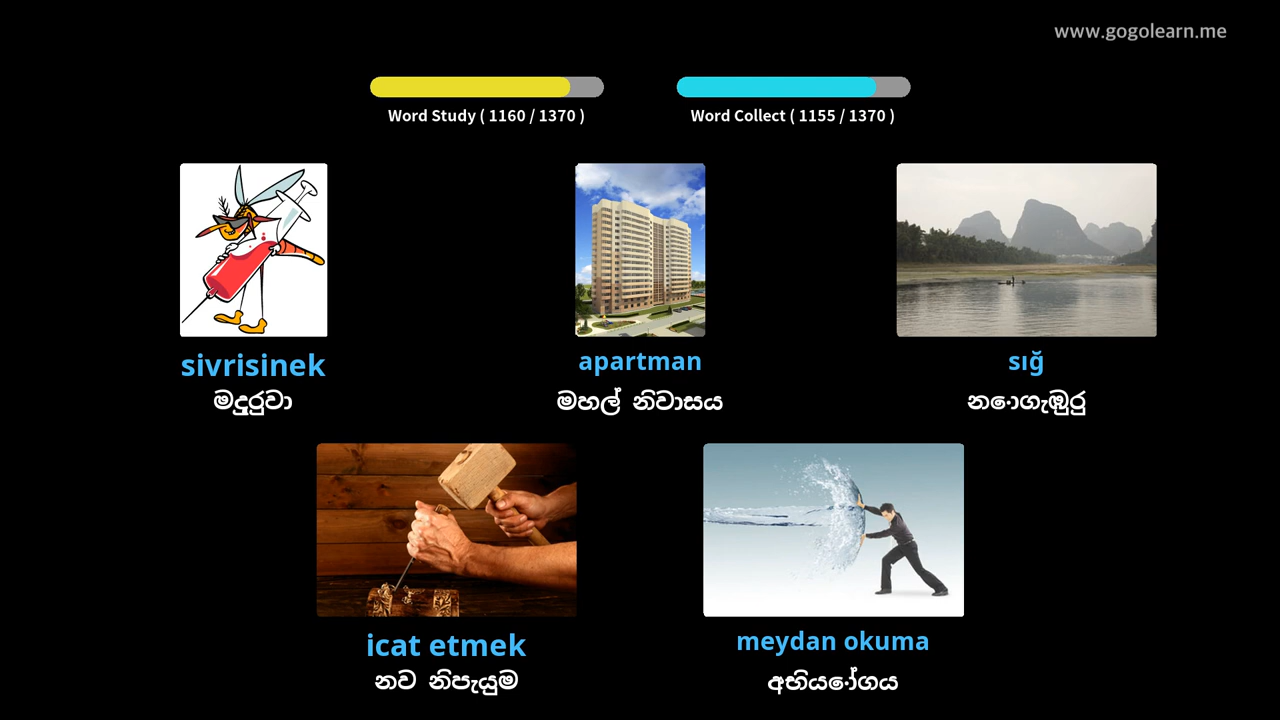 www.gogolearn.me
Word Study ( 1160 / 1370 )
Word Collect ( 1155 / 1370 )
sivrisinek
මදුරුවා
apartman
මහල් නිවාසය
sığ
නොගැඹුරු
icat etmek
නව නිපැයුම
meydan okuma
අභියෝගය